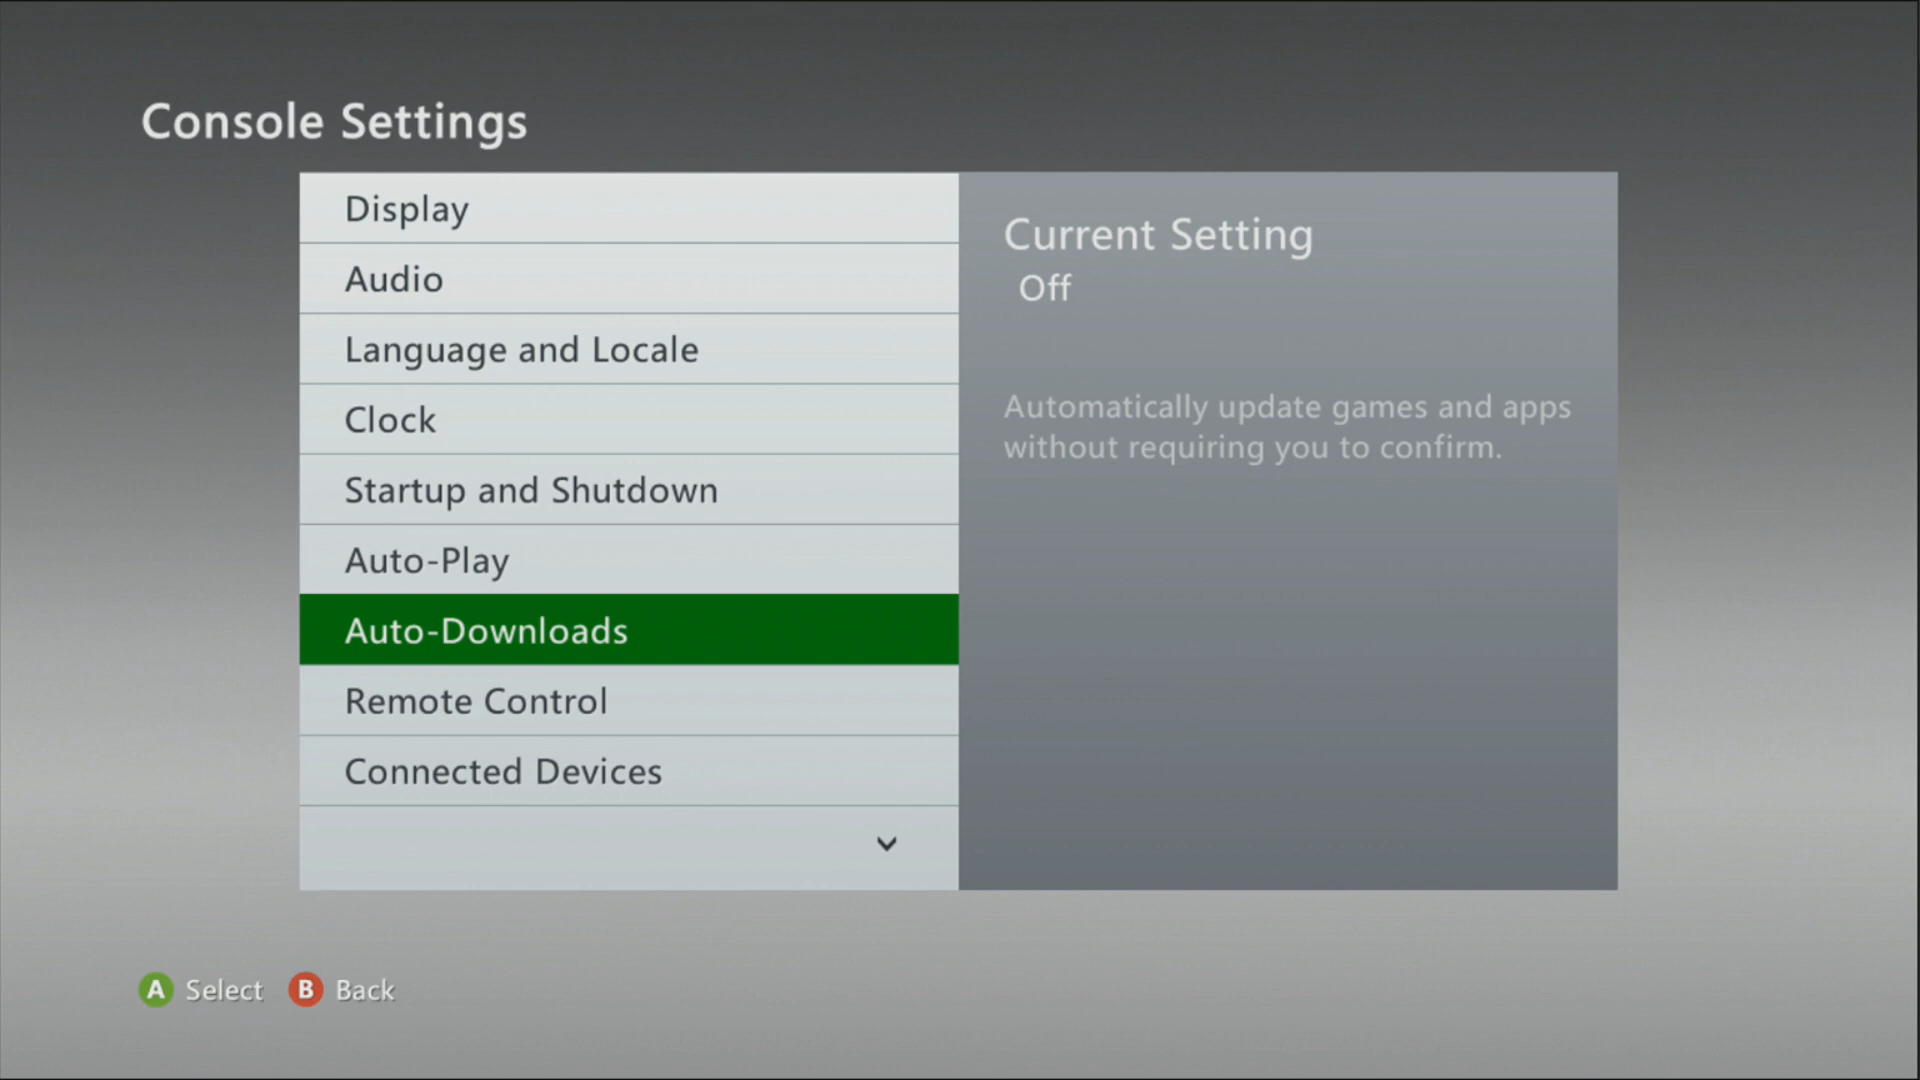 Console Settings
Display
Audio
Language and Locale
Clock
Startup and Shutdown
Auto-Play
Auto-Downloads
Remote Control
Connected Devices
Current Setting
Off
Automatically update games and apps
without requiring you to confirm.
A Select B Back